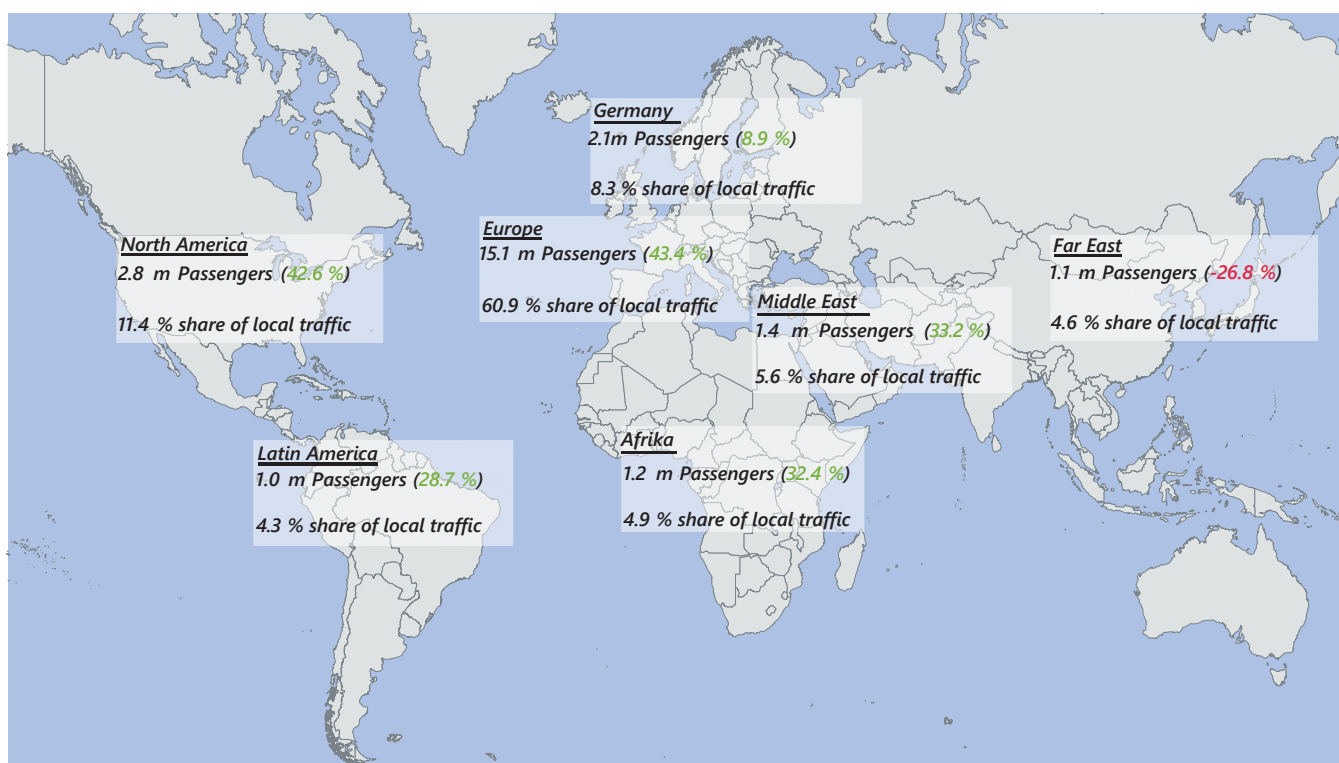 Germany
2.1m Passengers (8.9 %)
8.3 % share of local traffic
Europe
15.1 m Passengers (43.4 %)
60.9 % share of local traffic
North America
2.8 m Passengers (42.6 %)
11.4 % share of local traffic
Far East
1.1 m Passengers (-26.8 %)
4.6 % share of local traffic
Middle East
1.4 m Passengers (33.2 %)
5.6 % share of local traffic
Latin America
1.0 m Passengers (28.7 %)
4.3 % share of local traffic
Afrika
1.2 m Passengers (32.4 %)
4.9 % share of local traffic